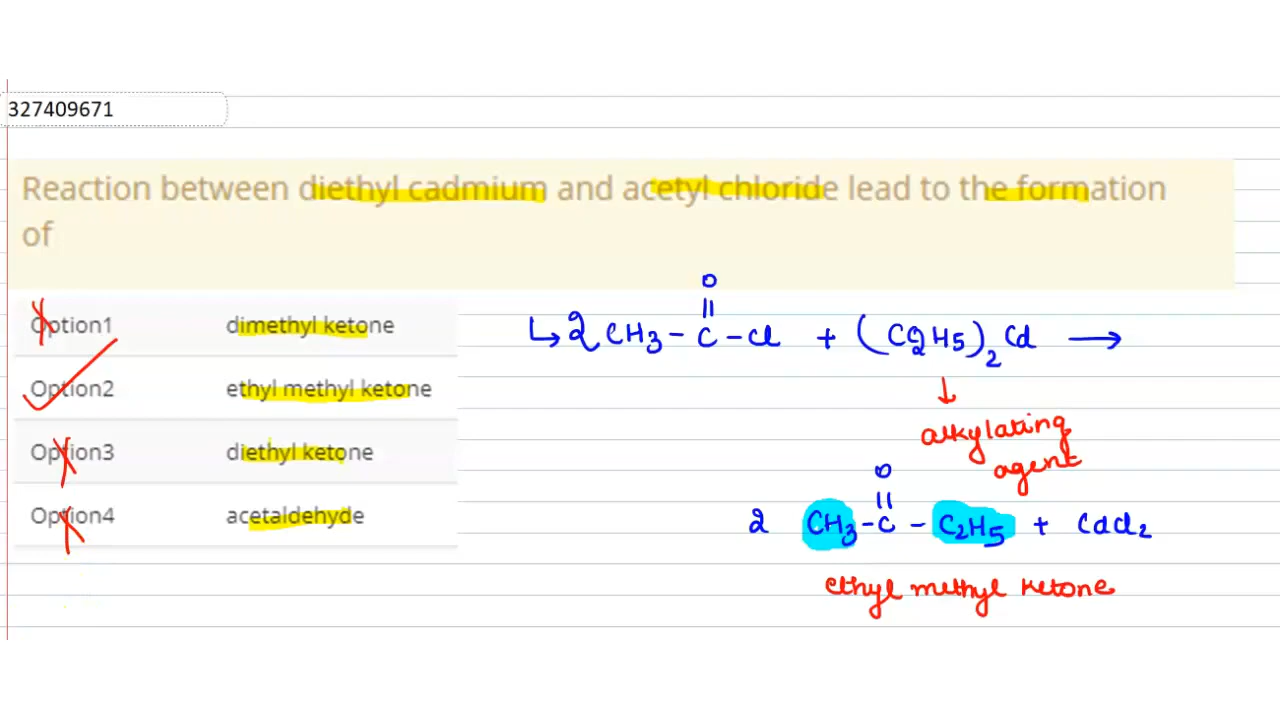 327409671
Reaction between diethyl cadmium and acetyl chloride lead to the formation
of
Option1 dimethyl ketone
Option2 ethyl methyl ketone
Option3 diethyl ketone
Option4 acetaldehyde
O
||
↳ 2 CH3 - C - Cl + (C2H5)2 Cd →
↓
alkylating
agent
O
||
2 CH3 - C - C2H5 + CdCl2
ethyl methyl ketone